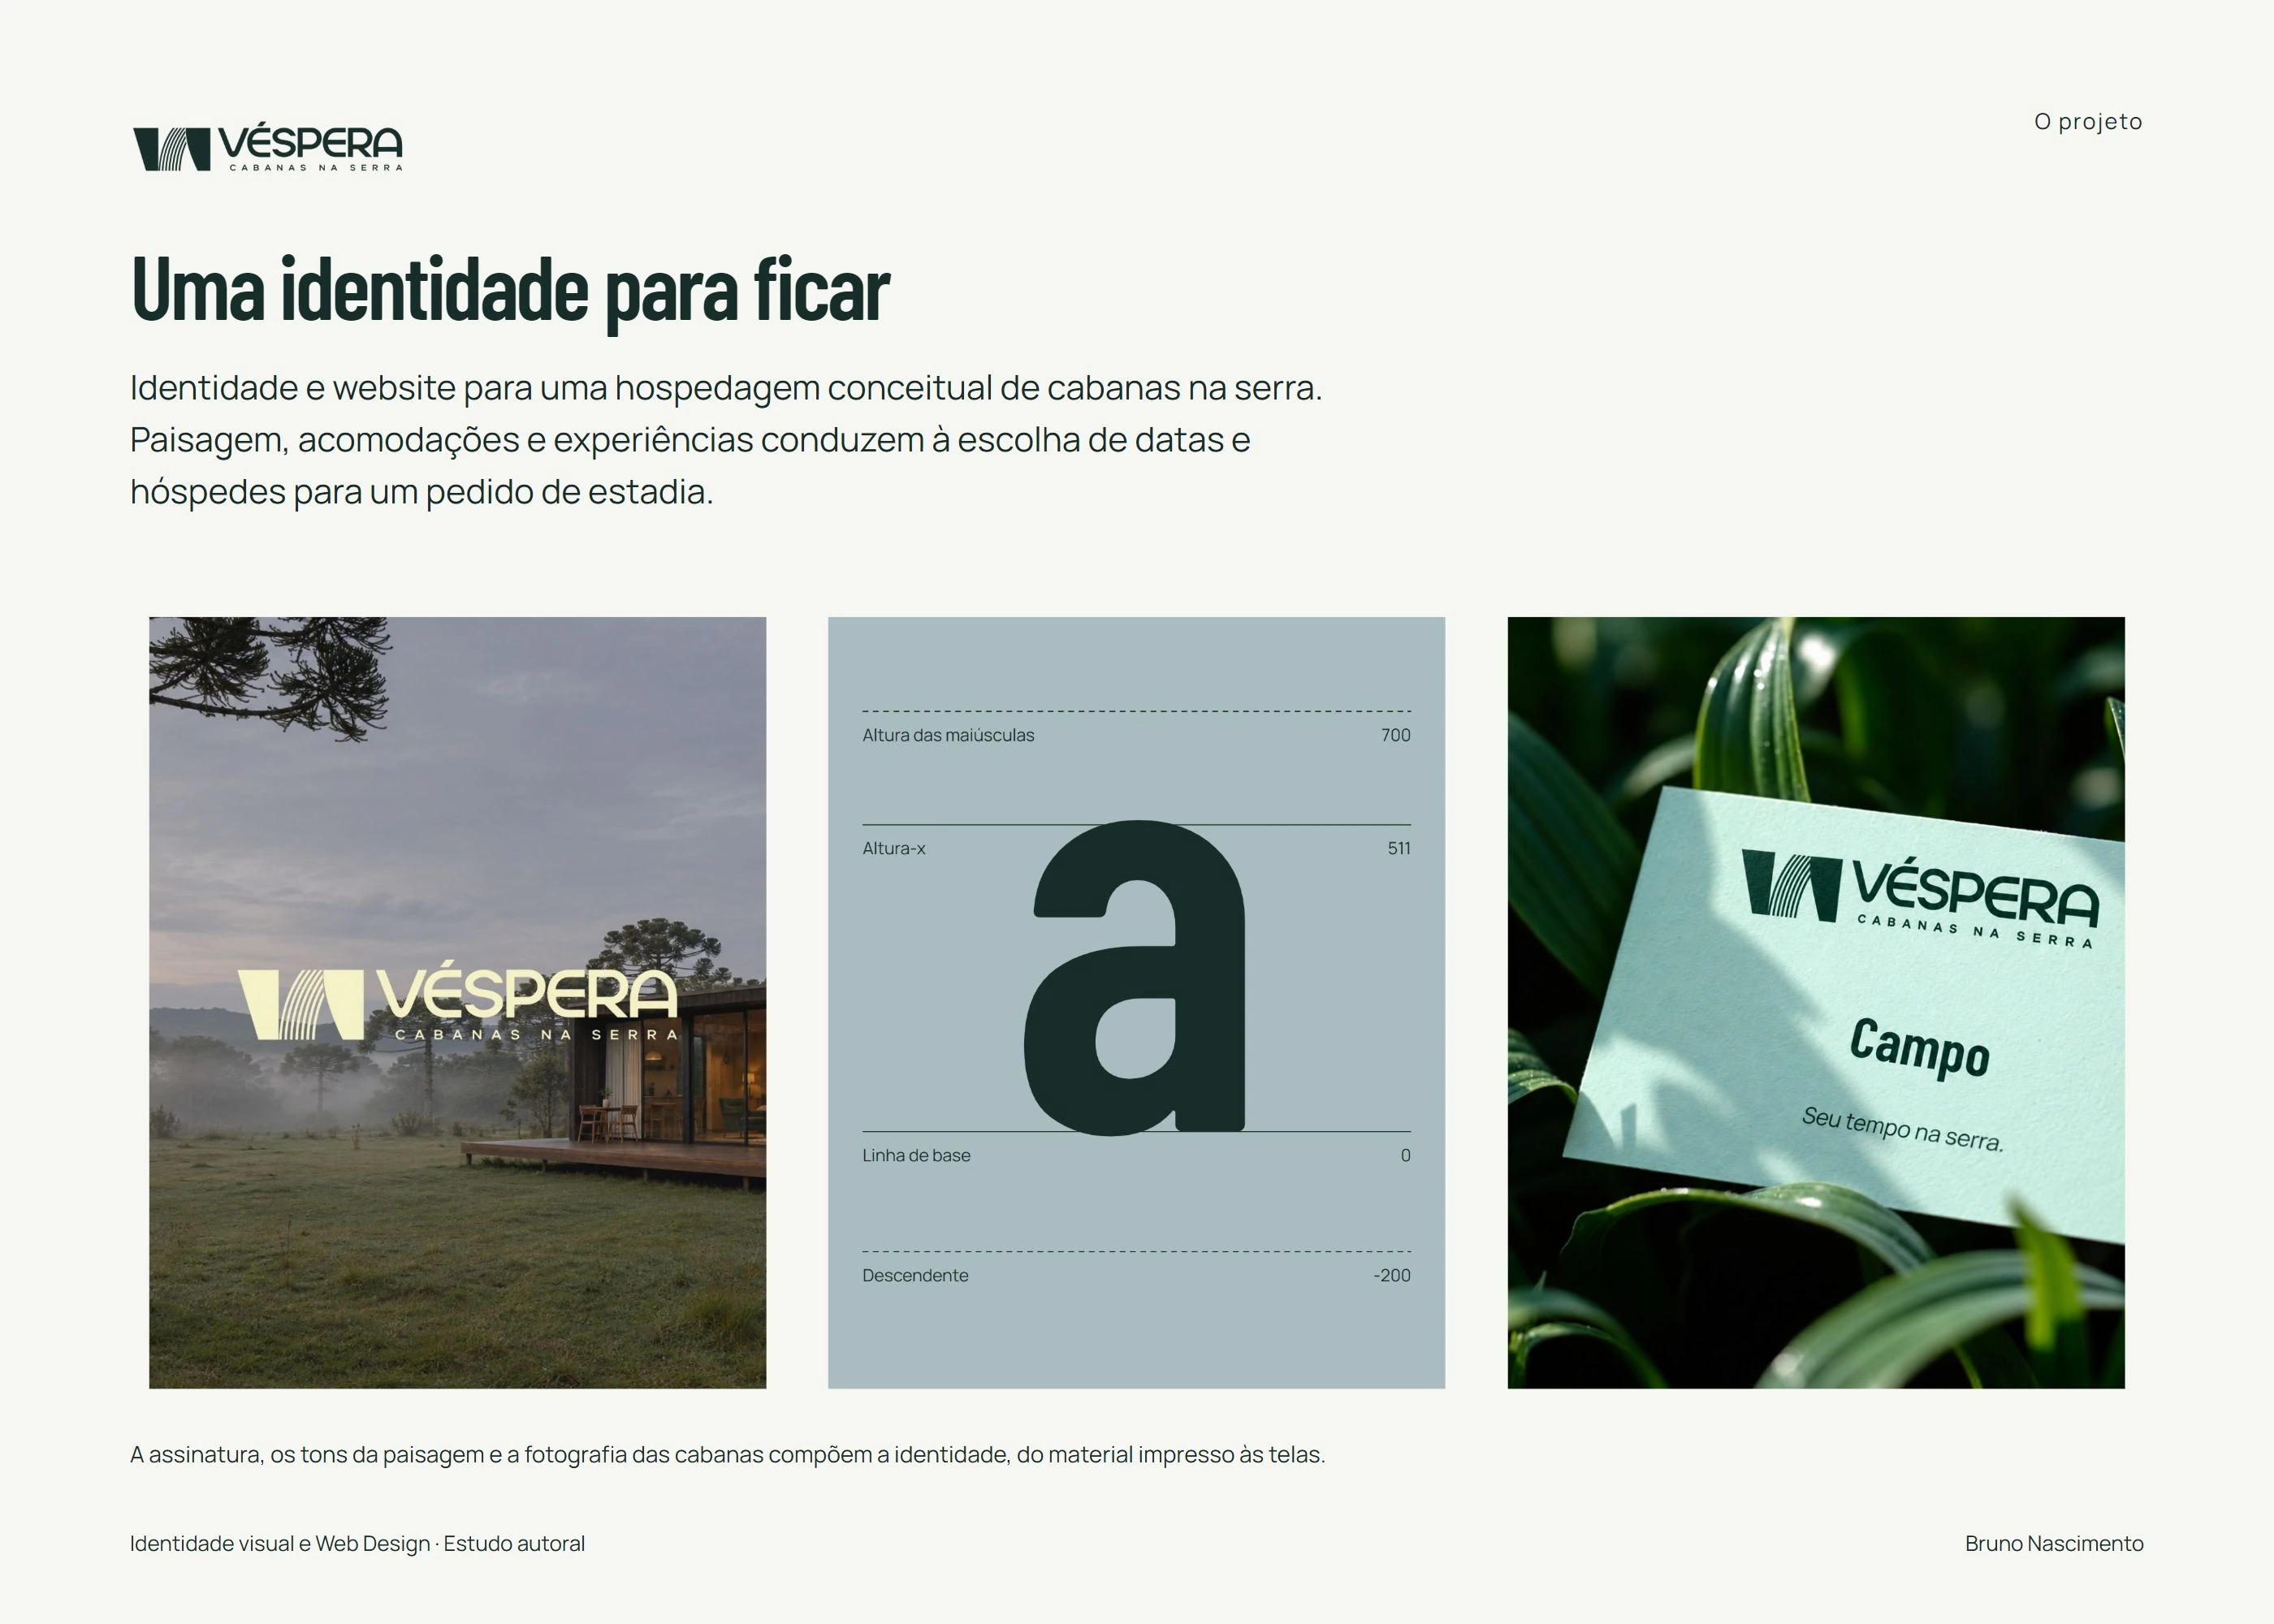 VÉSPERA
CABANAS NA SERRA
O projeto
Uma identidade para ficar
Identidade e website para uma hospedagem conceitual de cabanas na serra.
Paisagem, acomodações e experiências conduzem à escolha de datas e
hóspedes para um pedido de estadia.
VÉSPERA
CABANAS NA SERRA
Altura das maiúsculas 700
Altura-x 511
a
Linha de base 0
Descendente -200
VÉSPERA
CABANAS NA SERRA
Campo
Seu tempo na serra.
A assinatura, os tons da paisagem e a fotografia das cabanas compõem a identidade, do material impresso às telas.
Identidade visual e Web Design · Estudo autoral
Bruno Nascimento